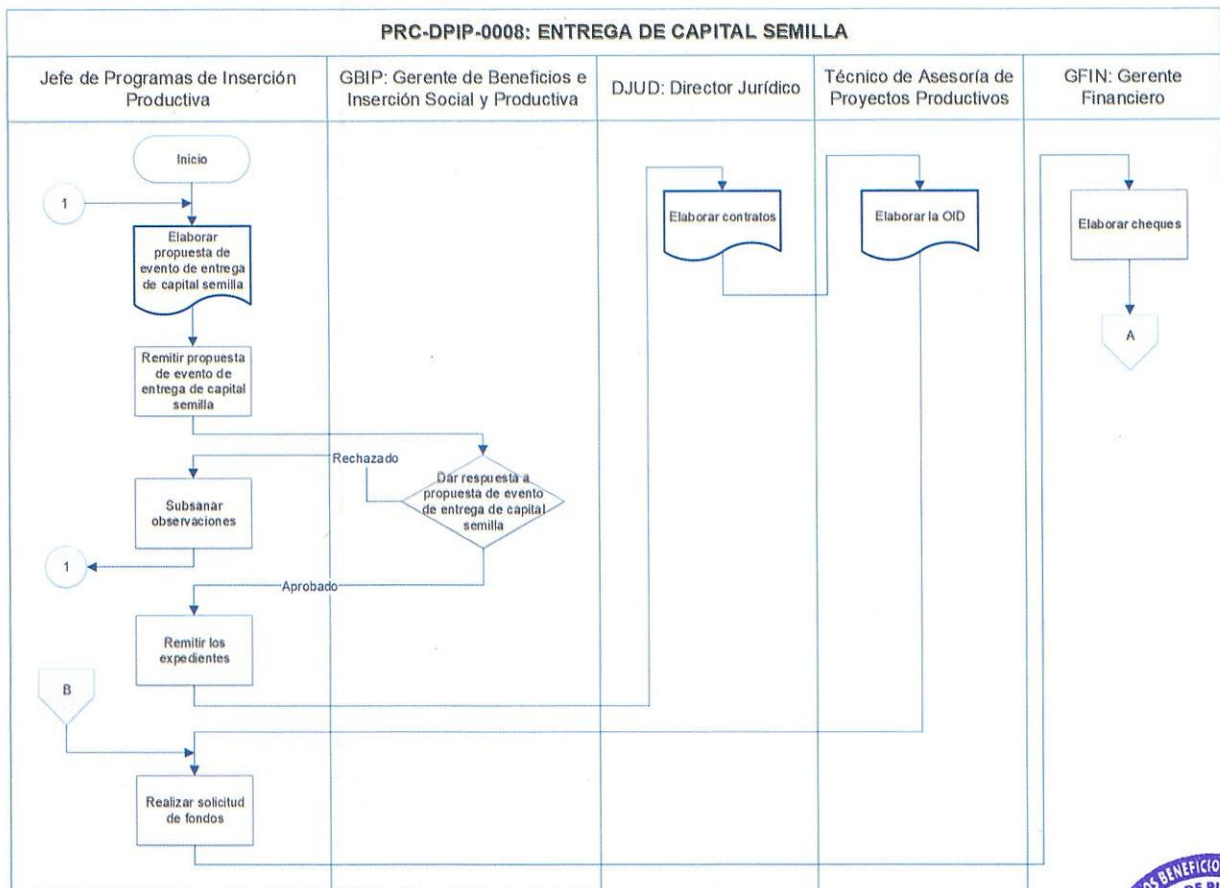 PRC-DPIP-0008: ENTREGA DE CAPITAL SEMILLA
Jefe de Programas de Inserción
Productiva
GBIP: Gerente de Beneficios e
Inserción Social y Productiva
DJUD: Director Jurídico
Técnico de Asesoría de
Proyectos Productivos
GFIN: Gerente
Financiero
Inicio
1
Elaborar
propuesta de
evento de entrega
de capital semilla
Elaborar contratos
Elaborar la OID
Elaborar cheques
A
Remitir propuesta
de evento de
entrega de capital
semilla
Rechazado
Dar respuesta a
propuesta de evento
de entrega de capital
semilla
Subsanar
observaciones
1
Aprobado
Remitir los
expedientes
B
Realizar solicitud
de fondos
BENEFICIO